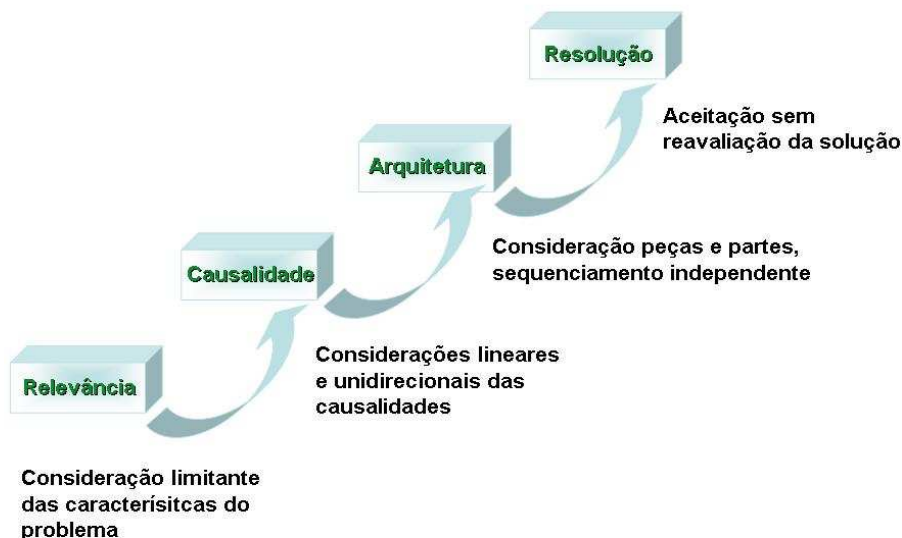 Resolução
Aceitação sem
reavaliação da solução
Arquitetura
Consideração peças e partes,
sequenciamento independente
Causalidade
Considerações lineares
e unidirecionais das
causalidades
Relevância
Consideração limitante
das caracterísitcas do
problema